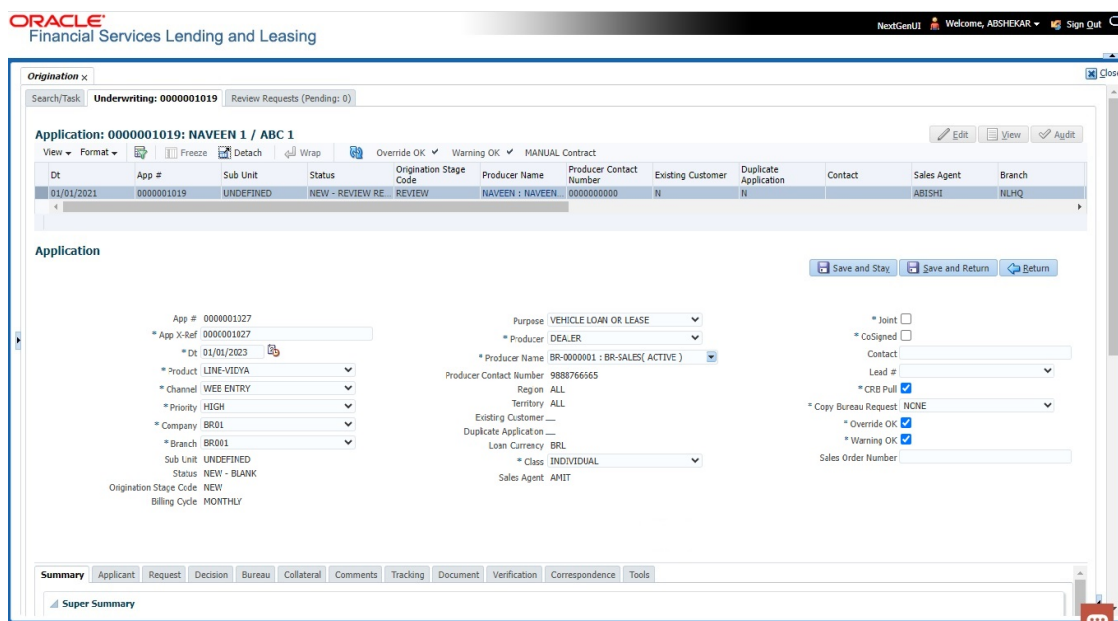 ORACLE
Financial Services Lending and Leasing
NextGenUI Welcome, ABSHEKAR Sign Out
Origination x
Close
Search/Task Underwriting: 0000001019 Review Requests (Pending: 0)
Application: 0000001019: NAVEEN 1 / ABC 1
Edit View Audit
View Format Freeze Detach Wrap Override OK Warning OK MANUAL Contract
Dt App # Sub Unit Status Origination Stage Code Producer Name Producer Contact Number Existing Customer Duplicate Application Contact Sales Agent Branch
01/01/2021 0000001019 UNDEFINED NEW - REVIEW RE... REVIEW NAVEEN : NAVEEN... 0000000000 N N ABISHI NLHQ
Application
Save and Stay Save and Return Return
App # 0000001327
* App X-Ref 0000001027
* Dt 01/01/2023
* Product LINE-VIDYA
* Channel WEB ENTRY
* Priority HIGH
* Company BR01
* Branch BR001
Sub Unit UNDEFINED
Status NEW - BLANK
Origination Stage Code NEW
Billing Cycle MONTHLY
Purpose VEHICLE LOAN OR LEASE
* Producer DEALER
* Producer Name BR-0000001 : BR-SALES( ACTIVE )
Producer Contact Number 9888766665
Region ALL
Territory ALL
Existing Customer
Duplicate Application
Loan Currency BRL
* Class INDIVIDUAL
Sales Agent AMIT
* Joint
* CoSigned
Contact
Lead #
* CRB Pull
* Copy Bureau Request NONE
* Override OK
* Warning OK
Sales Order Number
Summary Applicant Request Decision Bureau Collateral Comments Tracking Document Verification Correspondence Tools
Super Summary